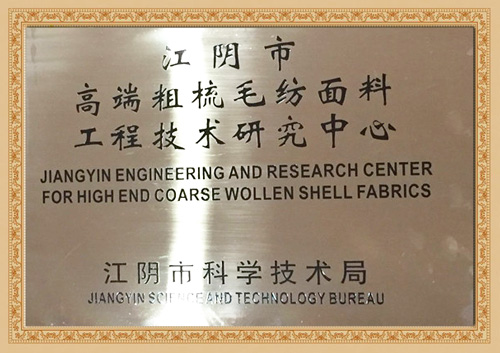 江阴市
高端粗梳毛纺面料
工程技术研究中心
JIANGYIN ENGINEERING AND RESEARCH CENTER
FOR HIGH END COARSE WOLLEN SHELL FABRICS
江阴市科学技术局
JIANGYIN SCIENCE AND TECHNOLOGY BUREAU